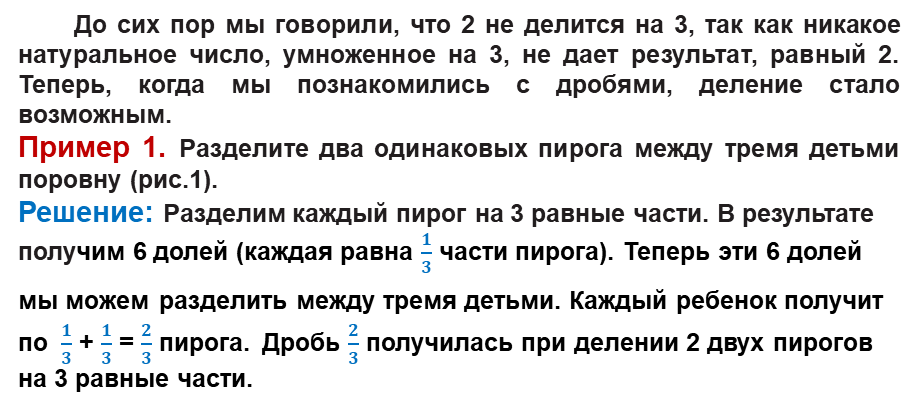 До сих пор мы говорили, что 2 не делится на 3, так как никакое
натуральное число, умноженное на 3, не дает результат, равный 2.
Теперь, когда мы познакомились с дробями, деление стало
возможным.
Пример 1. Разделите два одинаковых пирога между тремя детьми
поровну (рис.1).
Решение: Разделим каждый пирог на 3 равные части. В результате
получим 6 долей (каждая равна 1/3 части пирога). Теперь эти 6 долей
мы можем разделить между тремя детьми. Каждый ребенок получит
по 1/3 + 1/3 = 2/3 пирога. Дробь 2/3 получилась при делении 2 двух пирогов
на 3 равные части.